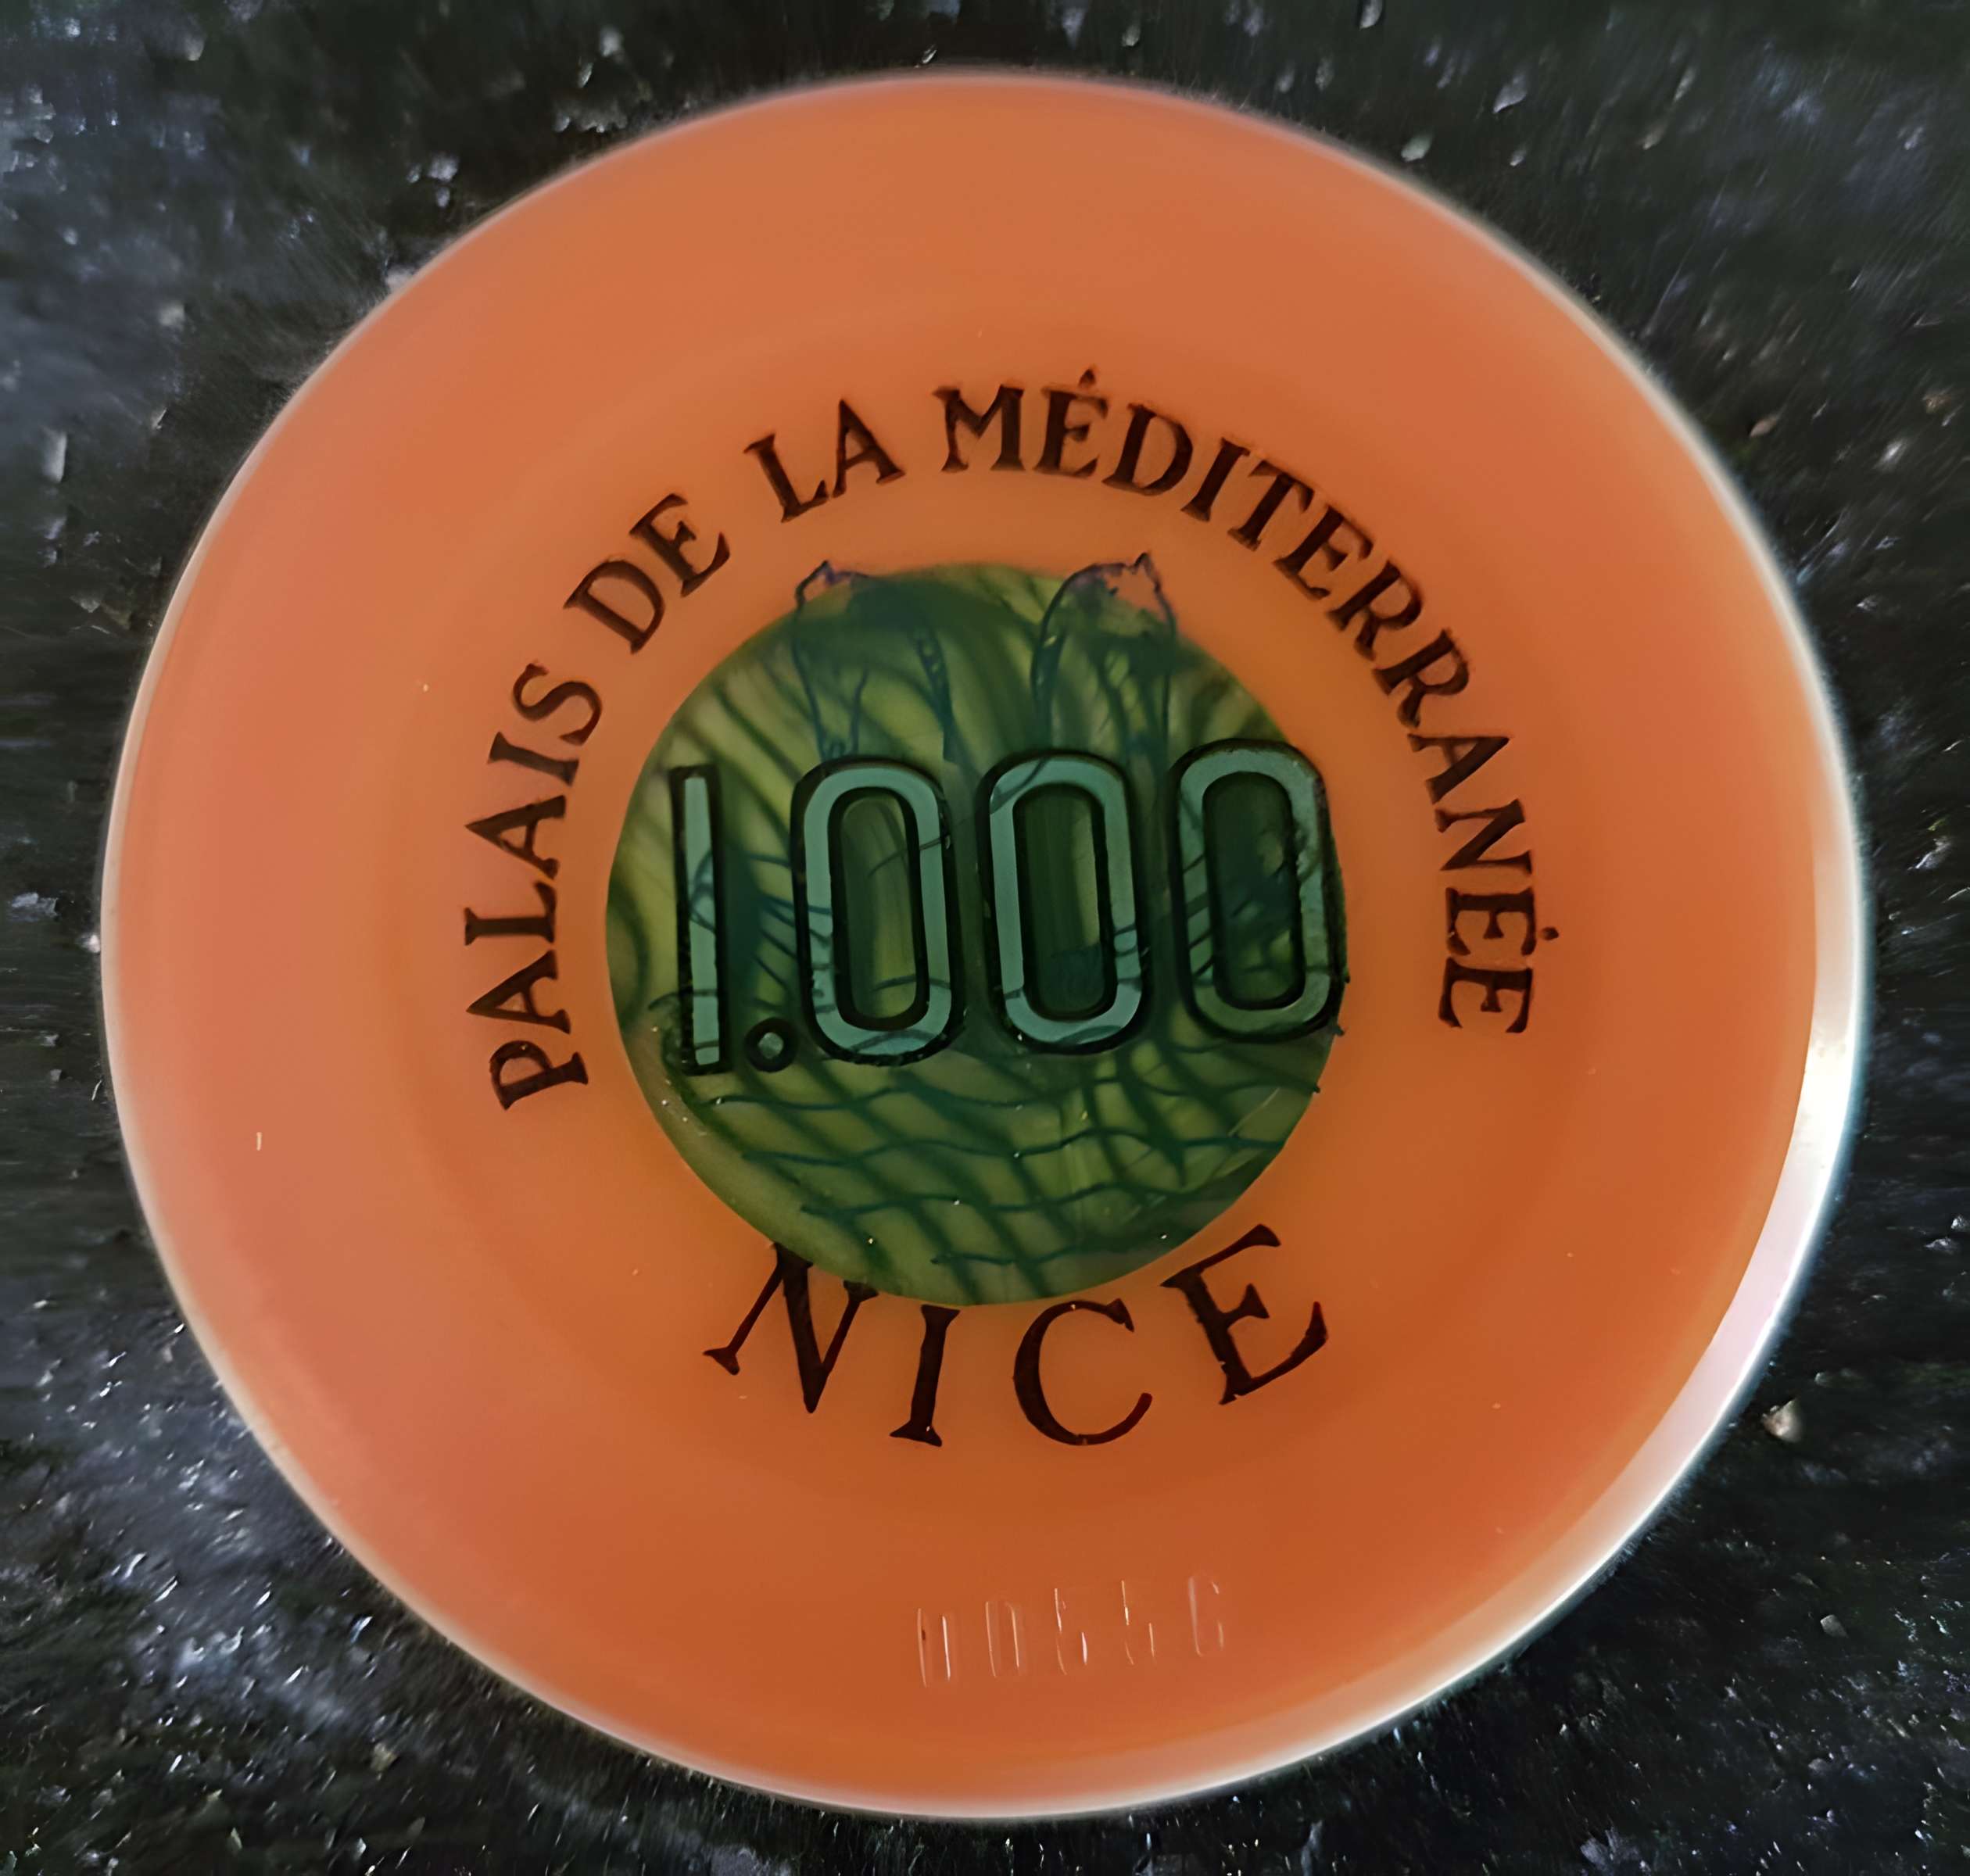 PALAIS DE LA MÉDITERRANÉE
1.000
NICE